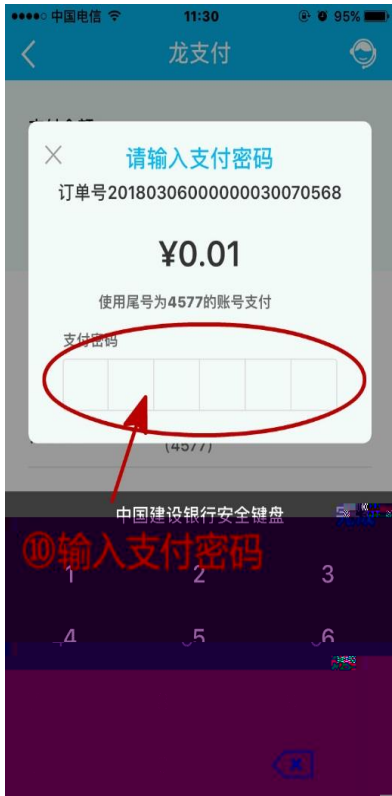 中国电信 11:30 95%
龙支付
请输入支付密码
订单号20180306000000030070568
¥0.01
使用尾号为4577的账号支付
支付密码
(4577)
中国建设银行安全键盘
⑩输入支付密码
1 2 3
4 5 6